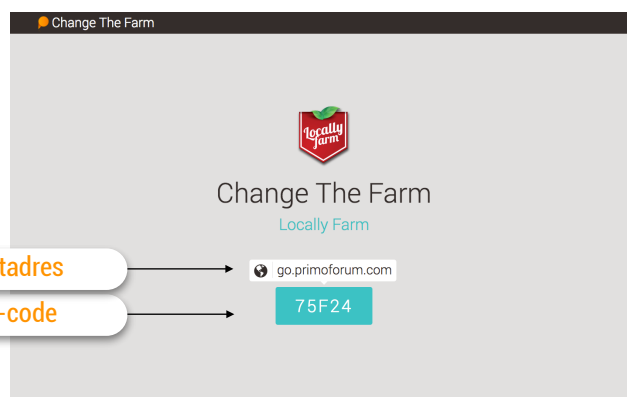 Change The Farm
Locally
farm
Change The Farm
Locally Farm
tadres
go.primoforum.com
-code
75F24